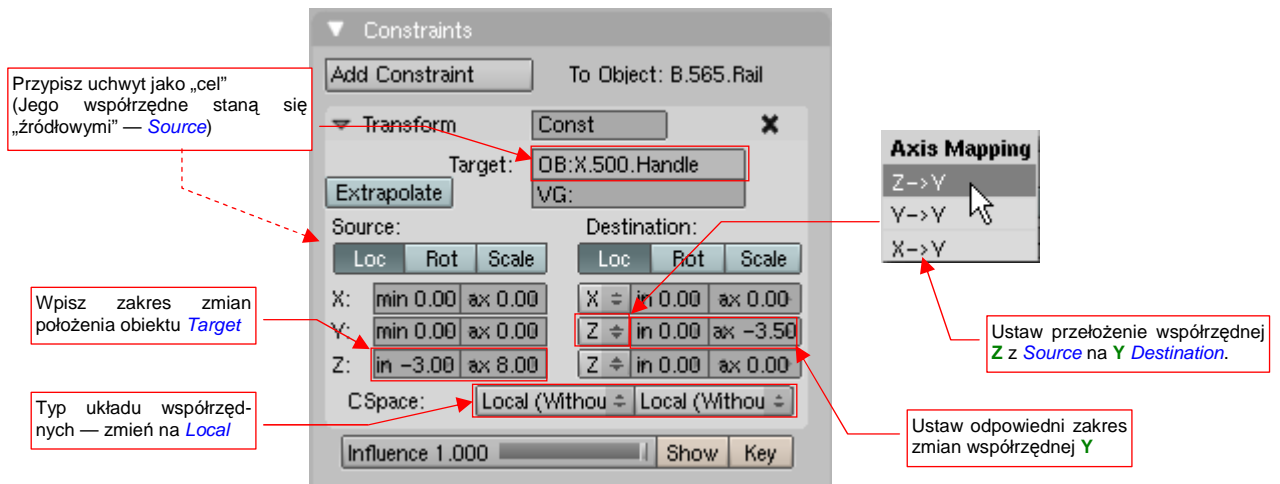 Constraints
Add Constraint
To Object: B.565.Rail
Przypisz uchwyt jako „cel”
(Jego współrzędne staną się
„źródłowymi” — Source)
Transform
Const
Target:
OB:X.500.Handle
Extrapolate
VG:
Source:
Destination:
Loc Rot Scale
Loc Rot Scale
X: min 0.00 ax 0.00
X in 0.00 ax 0.00
Y: min 0.00 ax 0.00
Z in 0.00 ax -3.50
Z: in -3.00 ax 8.00
Z in 0.00 ax 0.00
CSpace: Local (Withou Local (Withou
Influence 1.000
Show Key
Wpisz zakres zmian
położenia obiektu Target
Typ układu współrzęd-
nych — zmień na Local
Axis Mapping
Z->Y
Y->Y
X->Y
Ustaw przełożenie współrzędnej
Z z Source na Y Destination.
Ustaw odpowiedni zakres
zmian współrzędnej Y